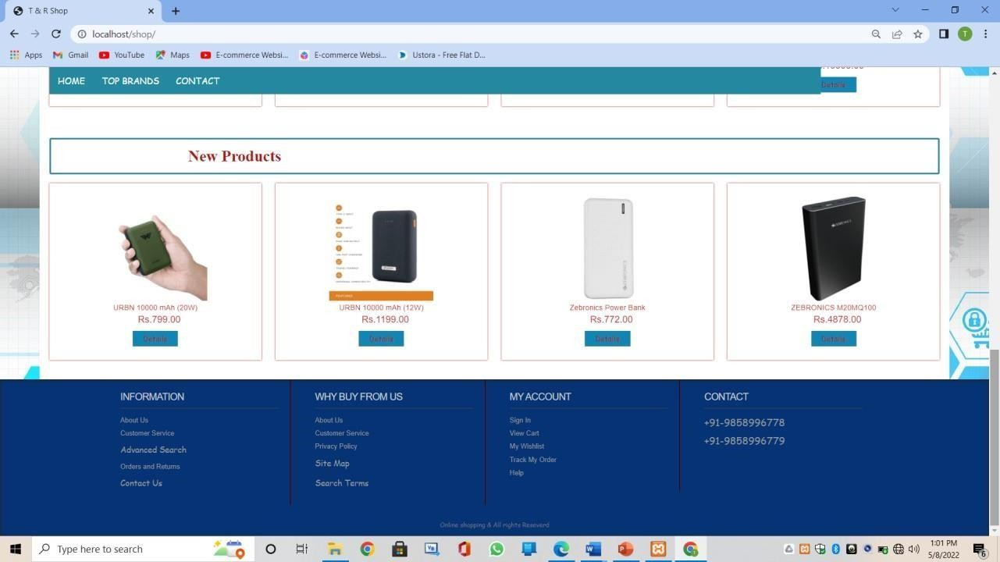 T & R Shop
localhost/shop/
Apps Gmail YouTube Maps E-commerce Websi... E-commerce Websi... Ustora - Free Flat D...
T
HOME TOP BRANDS CONTACT
Details
New Products
URBN 10000 mAh (20W) URBN 10000 mAh (12W) Zebronics Power Bank ZEBRONICS M20MQ100
Rs.799.00 Rs.1199.00 Rs.772.00 Rs.4878.00
Details Details Details Details
INFORMATION WHY BUY FROM US MY ACCOUNT CONTACT
About Us About Us Sign In +91-9858996778
Customer Service Customer Service View Cart +91-9858996779
Advanced Search Privacy Policy My Wishlist
Orders and Returns Site Map Track My Order
Contact Us Search Terms Help
Online shopping & All rights Reseverd
Type here to search
1:01 PM
5/8/2022
6